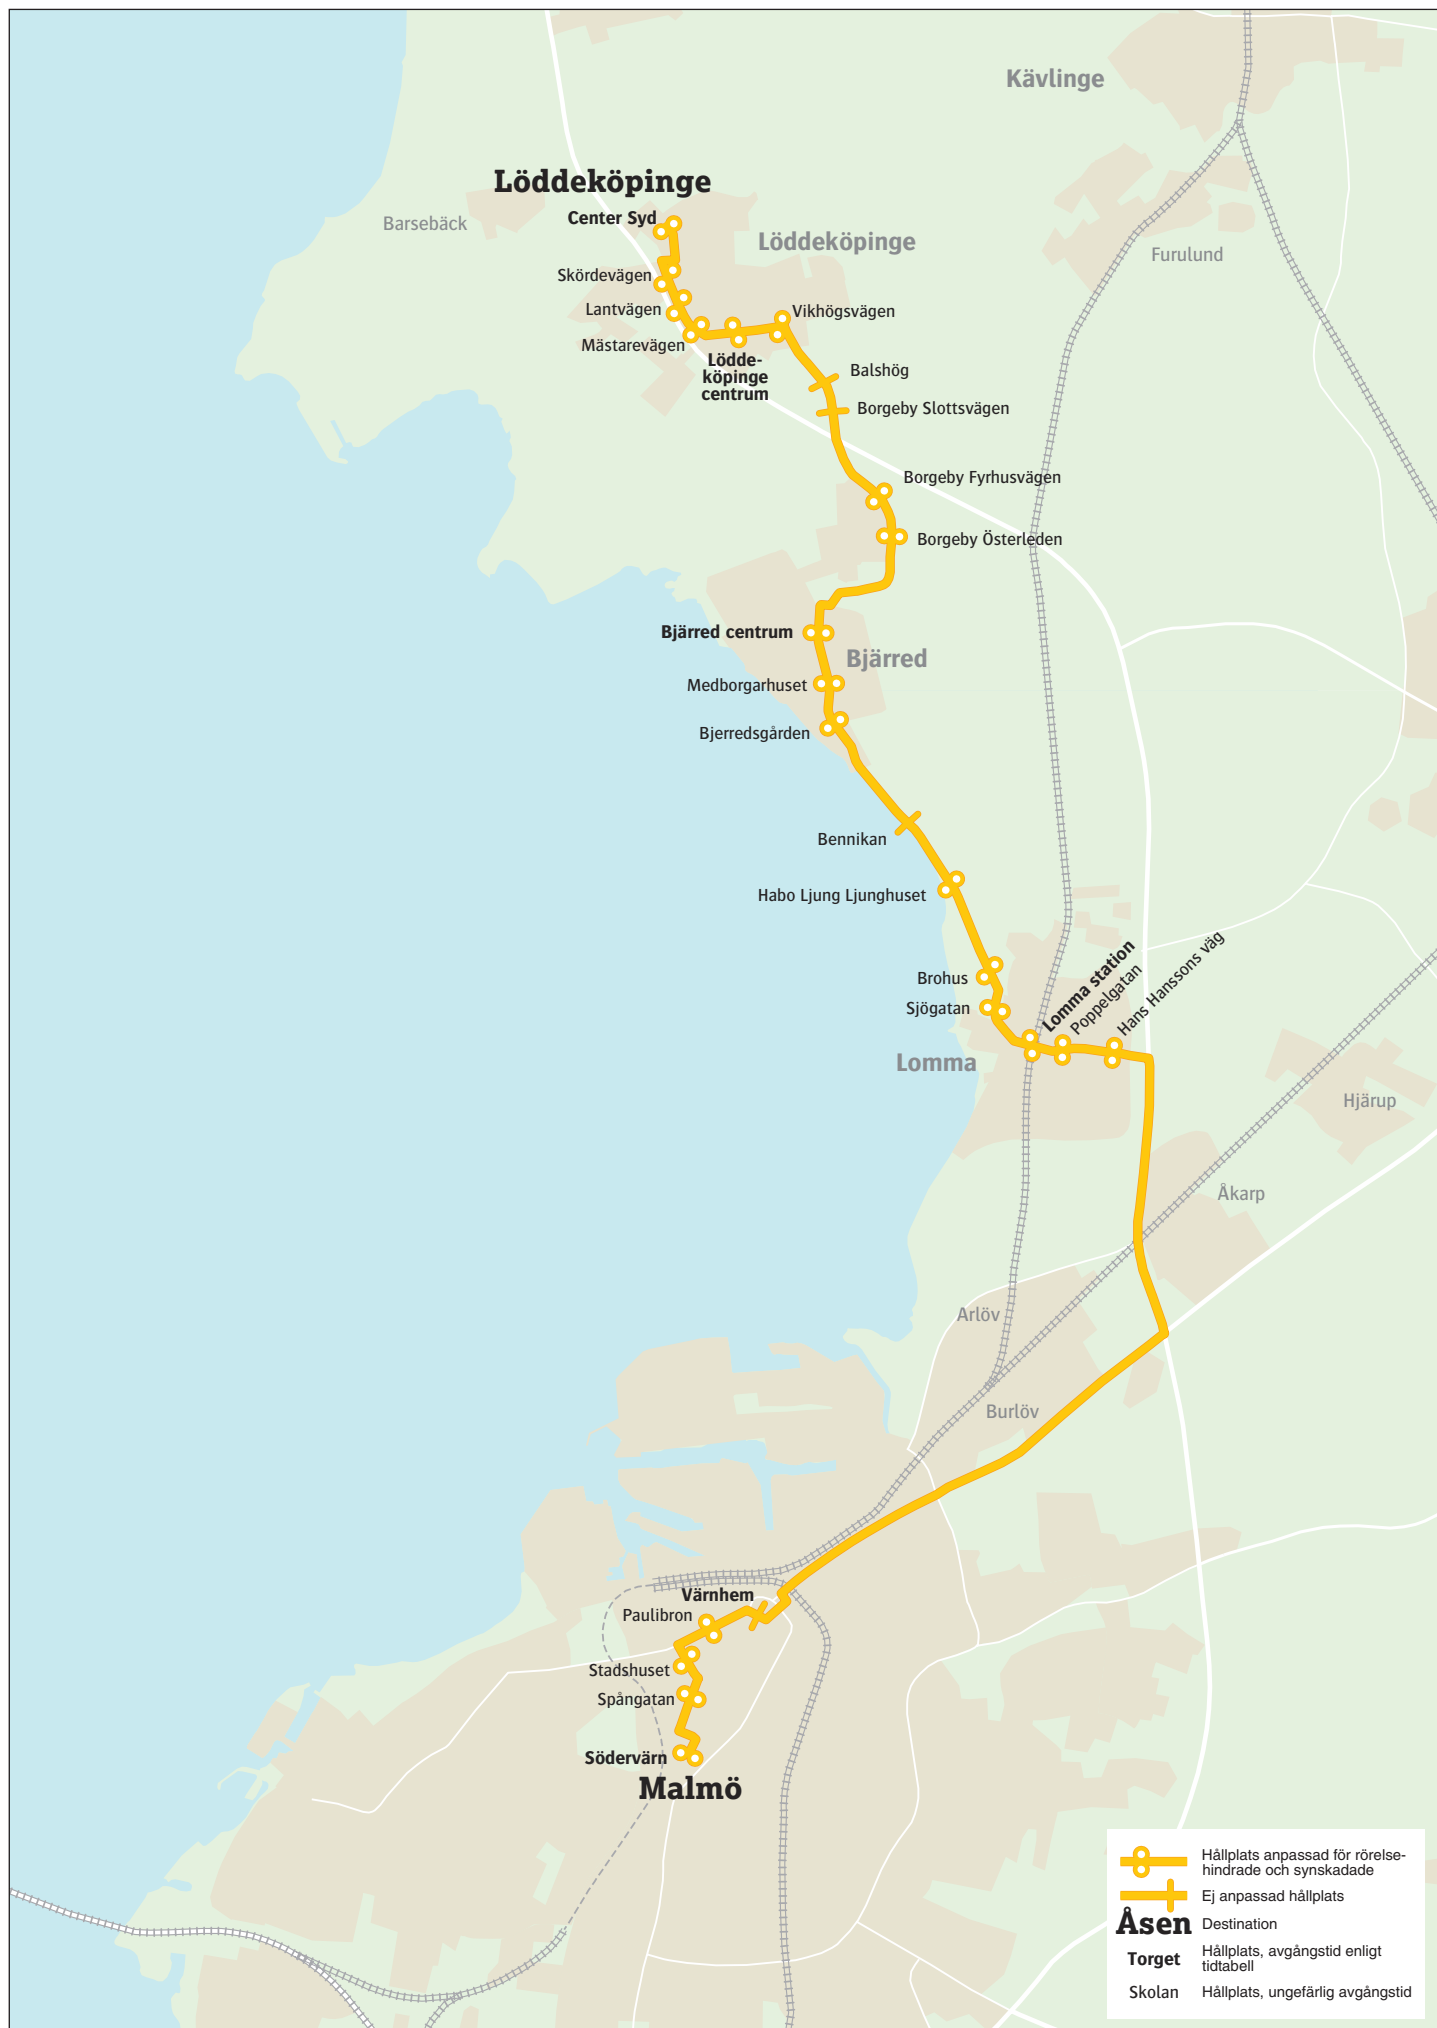 Kävlinge
Löddeköpinge
Barsebäck
Center Syd
Löddeköpinge
Furulund
Skördevägen
Lantvägen
Vikhögsvägen
Mästarevägen
Lödde-
köpinge
centrum
Balshög
Borgeby Slottsvägen
Borgeby Fyrhusvägen
Borgeby Österleden
Bjärred centrum
Bjärred
Medborgarhuset
Bjerredsgården
Bennikan
Habo Ljung Ljunghuset
Brohus
Sjögatan
Lomma station
Poppelgatan
Hans Hanssons väg
Lomma
Hjärup
Åkarp
Arlöv
Burlöv
Värnhem
Paulibron
Stadshuset
Spångatan
Södervärn
Malmö
Hållplats anpassad för rörelse-
hindrade och synskadade
Ej anpassad hållplats
Åsen Destination
Torget Hållplats, avgångstid enligt
tidtabell
Skolan Hållplats, ungefärlig avgångstid